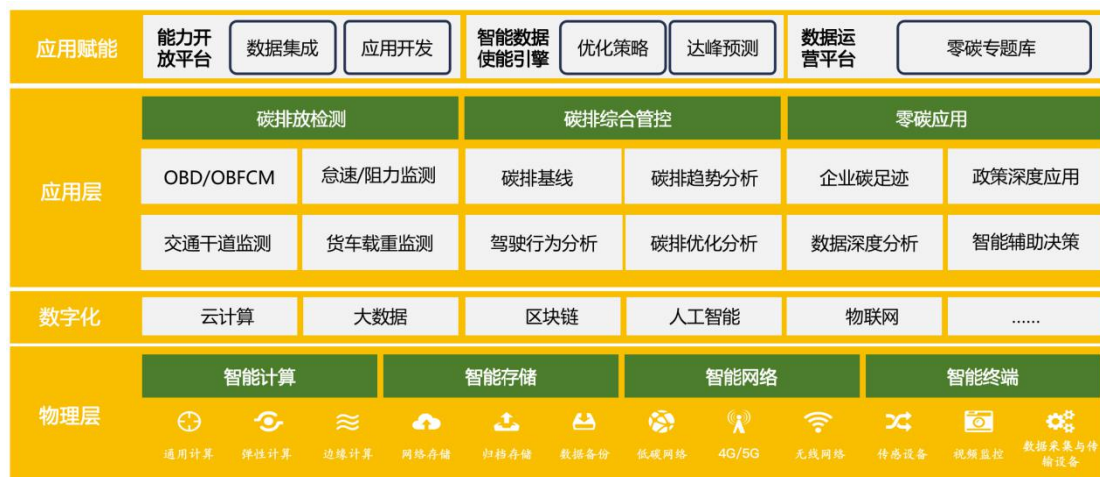 应用赋能
能力开
放平台
数据集成
应用开发
智能数据
使能引擎
优化策略
达峰预测
数据运
营平台
零碳专题库
应用层
碳排放检测
碳排综合管控
零碳应用
OBD/OBFCM
怠速/阻力监测
碳排基线
碳排趋势分析
企业碳足迹
政策深度应用
交通干道监测
货车载重监测
驾驶行为分析
碳排优化分析
数据深度分析
智能辅助决策
数字化
云计算
大数据
区块链
人工智能
物联网
......
物理层
智能计算
智能存储
智能网络
智能终端
通用计算
弹性计算
边缘计算
网络存储
归档存储
数据备份
低碳网络
4G/5G
无线网络
传感设备
视频监控
数据采集与传
输设备